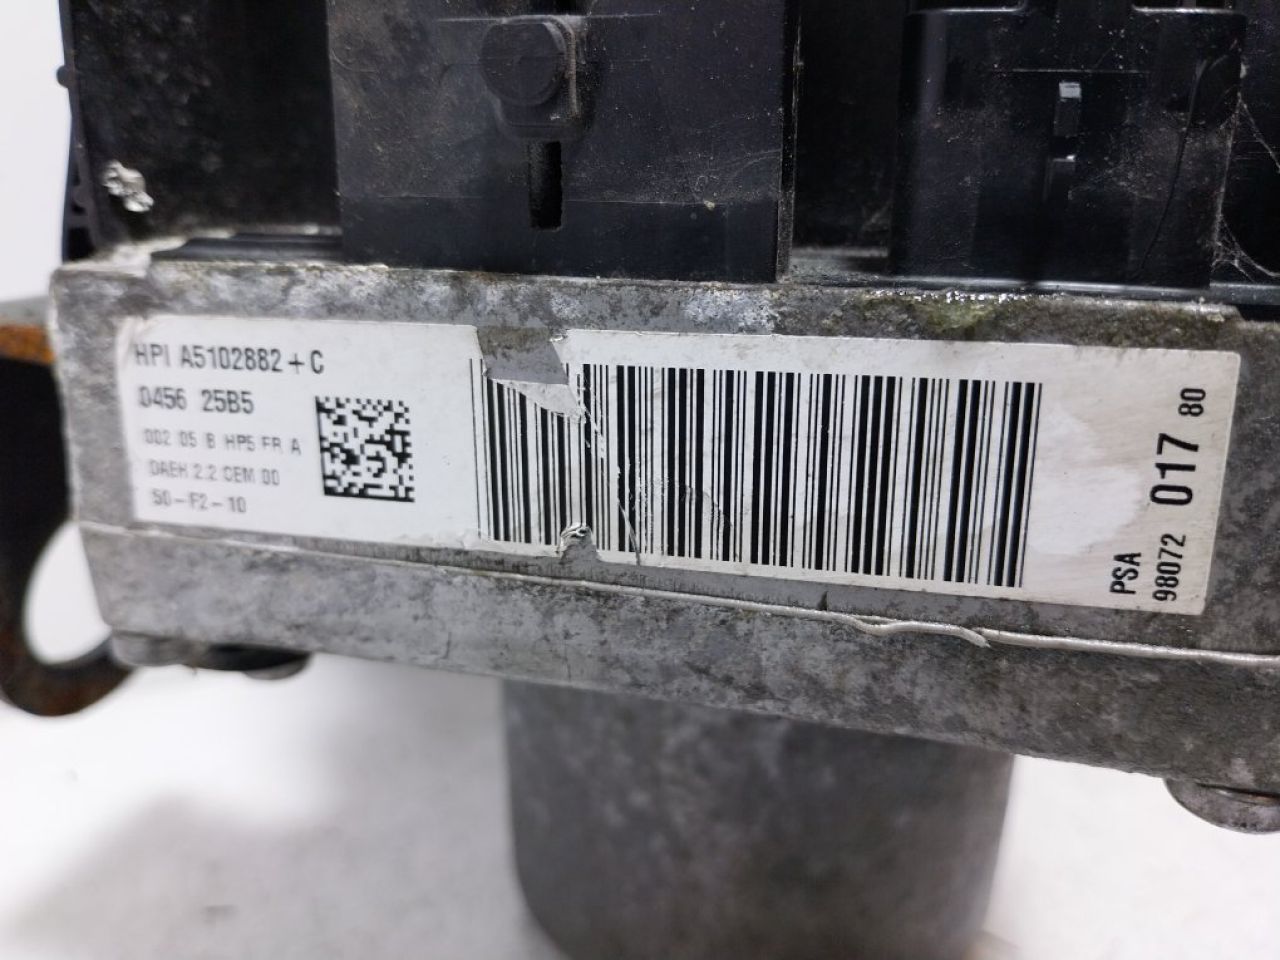 HPI A5102882+C
0456 25B5
002 05 B HP5 FR A
DAEH 2.2 CEM 00
50-F2-10
PSA
98072 017 80